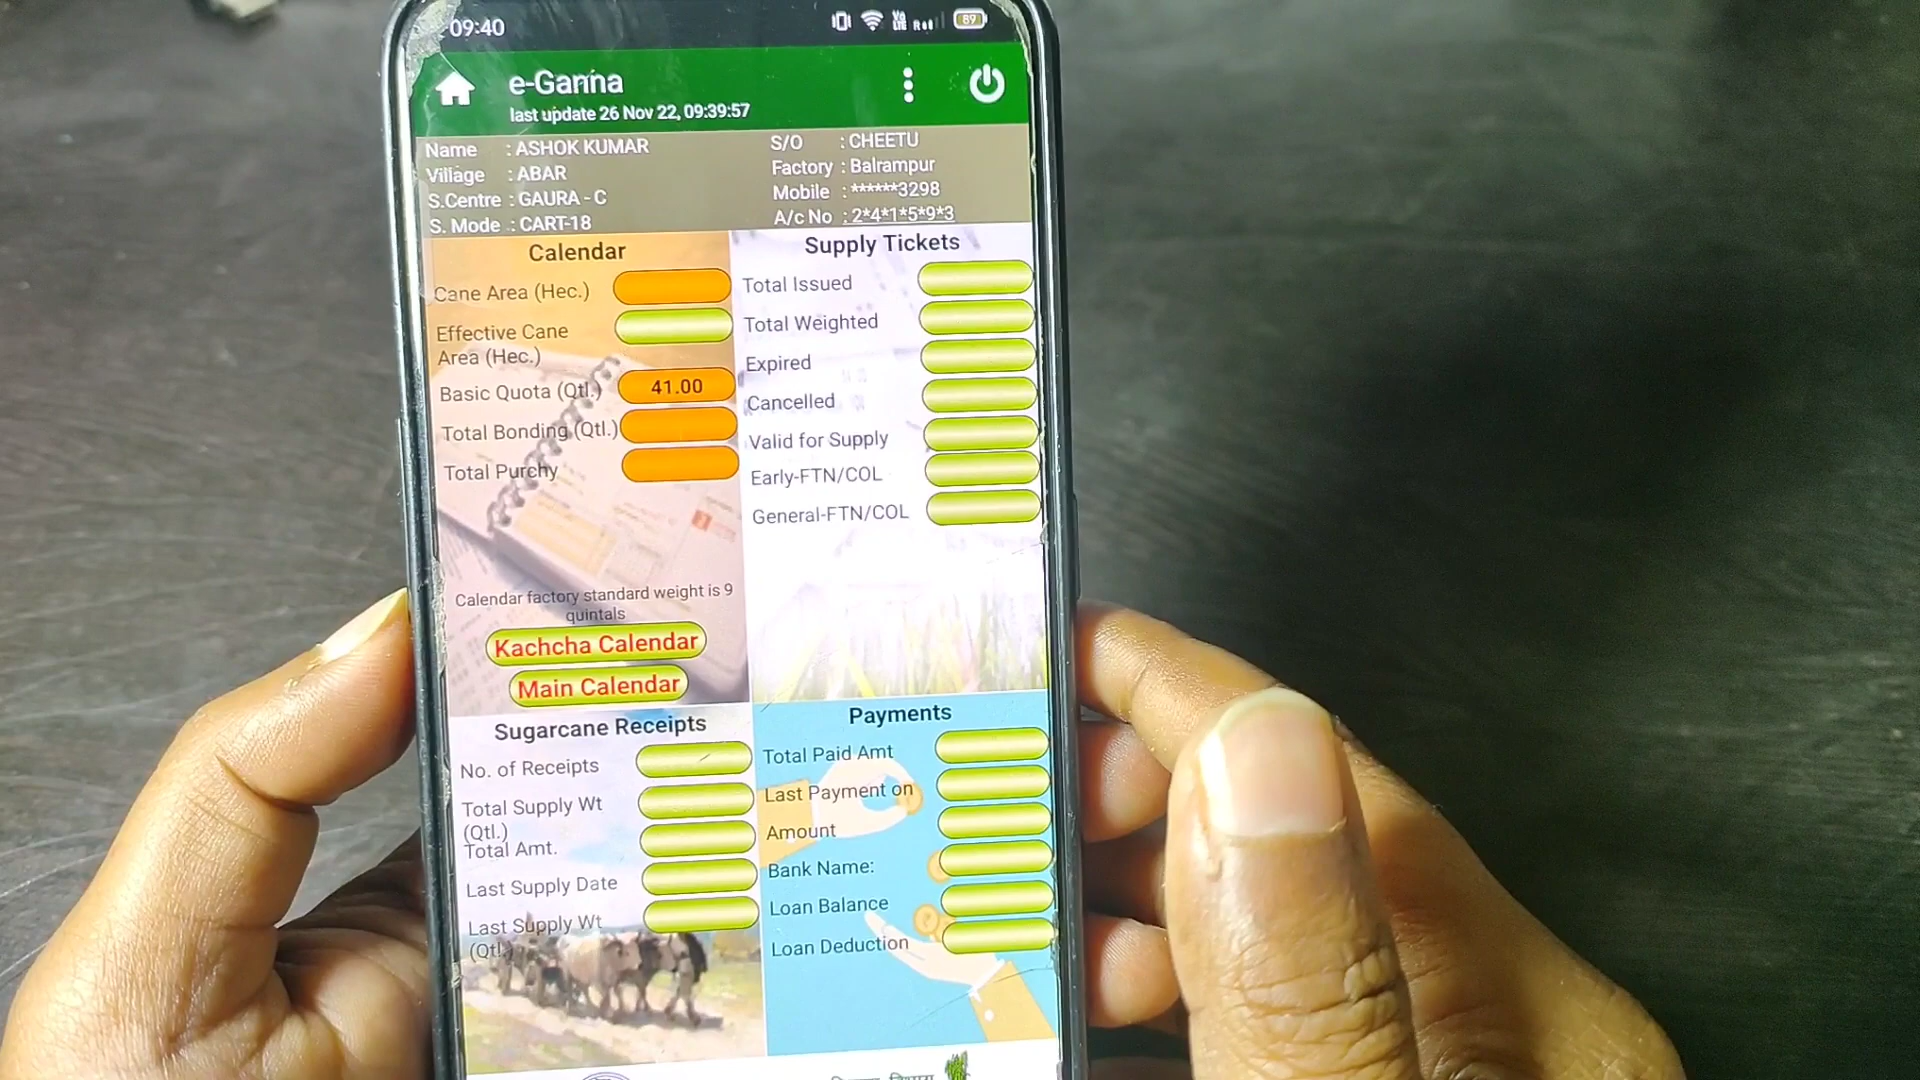 09:40
Vo LTE R 89
e-Ganna
last update 26 Nov 22, 09:39:57
Name : ASHOK KUMAR
S/O : CHEETU
Village : ABAR
Factory : Balrampur
S.Centre : GAURA - C
Mobile : ******3298
S. Mode : CART-18
A/c No : 2*4*1*5*9*3
Calendar
Cane Area (Hec.)
Effective Cane
Area (Hec.)
Basic Quota (Qtl.) 41.00
Total Bonding (Qtl.)
Total Purchy
Calendar factory standard weight is 9
quintals
Kachcha Calendar
Main Calendar
Supply Tickets
Total Issued
Total Weighted
Expired
Cancelled
Valid for Supply
Early-FTN/COL
General-FTN/COL
Sugarcane Receipts
No. of Receipts
Total Supply Wt
(Qtl.)
Total Amt.
Last Supply Date
Last Supply Wt
(Qtl.)
Payments
Total Paid Amt
Last Payment on
Amount
Bank Name:
Loan Balance
Loan Deduction